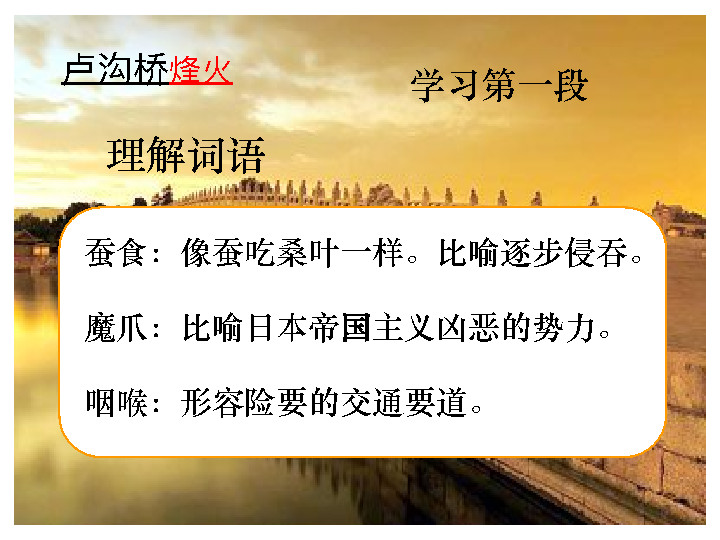 卢沟桥烽火
学习第一段
理解词语
蚕食：像蚕吃桑叶一样。比喻逐步侵吞。
魔爪：比喻日本帝国主义凶恶的势力。
咽喉：形容险要的交通要道。